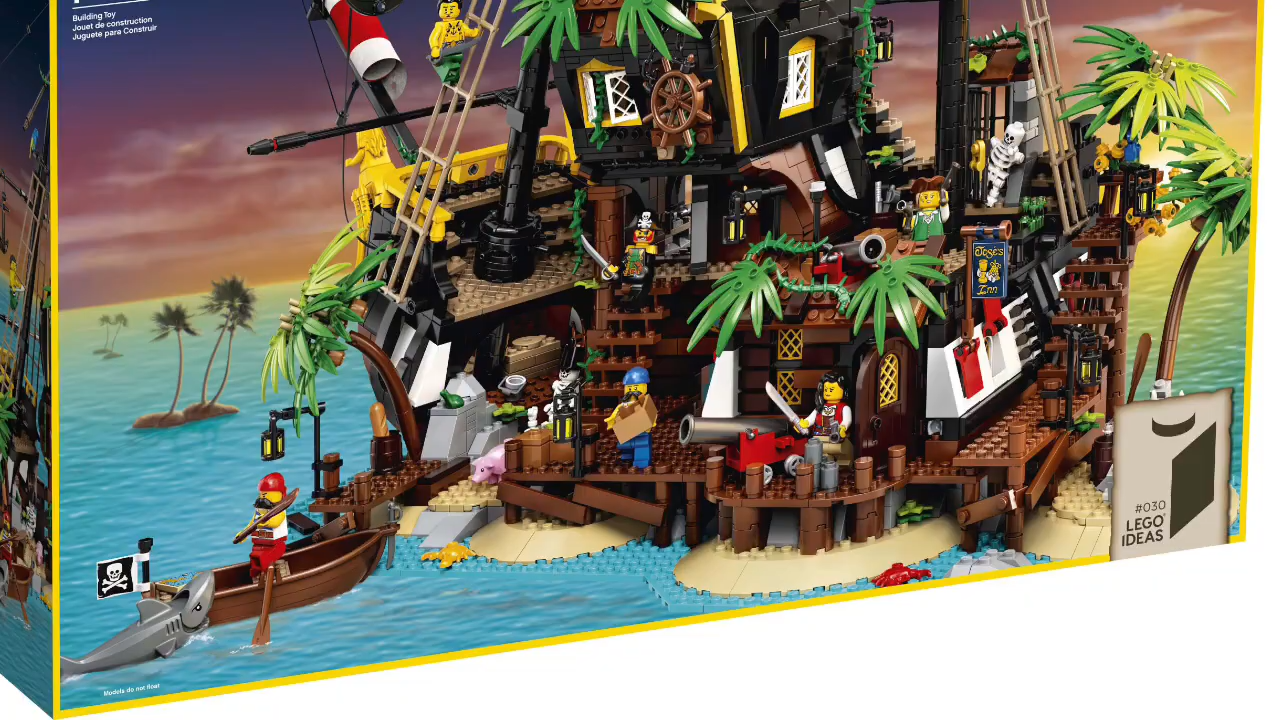 Building Toy
Jouet de construction
Juguete para Construir
Jose's
Inn
#030
LEGO
IDEAS
Models do not float